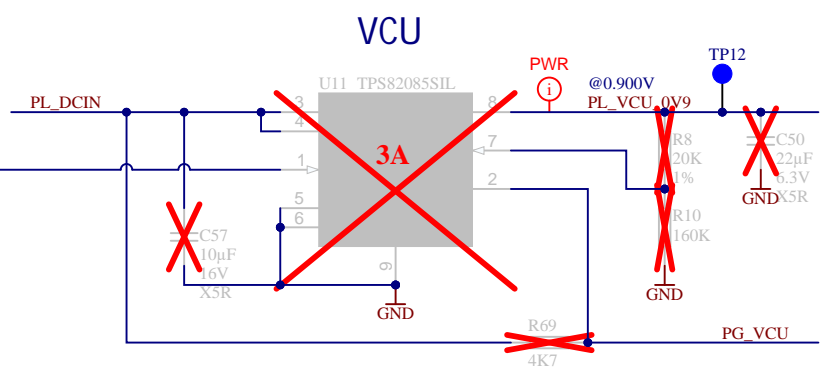 VCU
TP12
PWR
i
@0.900V
U11 TPS82085SIL
PL_DCIN
PL_VCU_0V9
3
4
8
R8
20K
1%
C50
22µF
6.3V
X5R
7
3A
1
2
GND
5
6
R10
160K
C57
10µF
16V
X5R
9
GND
GND
R69
4K7
PG_VCU